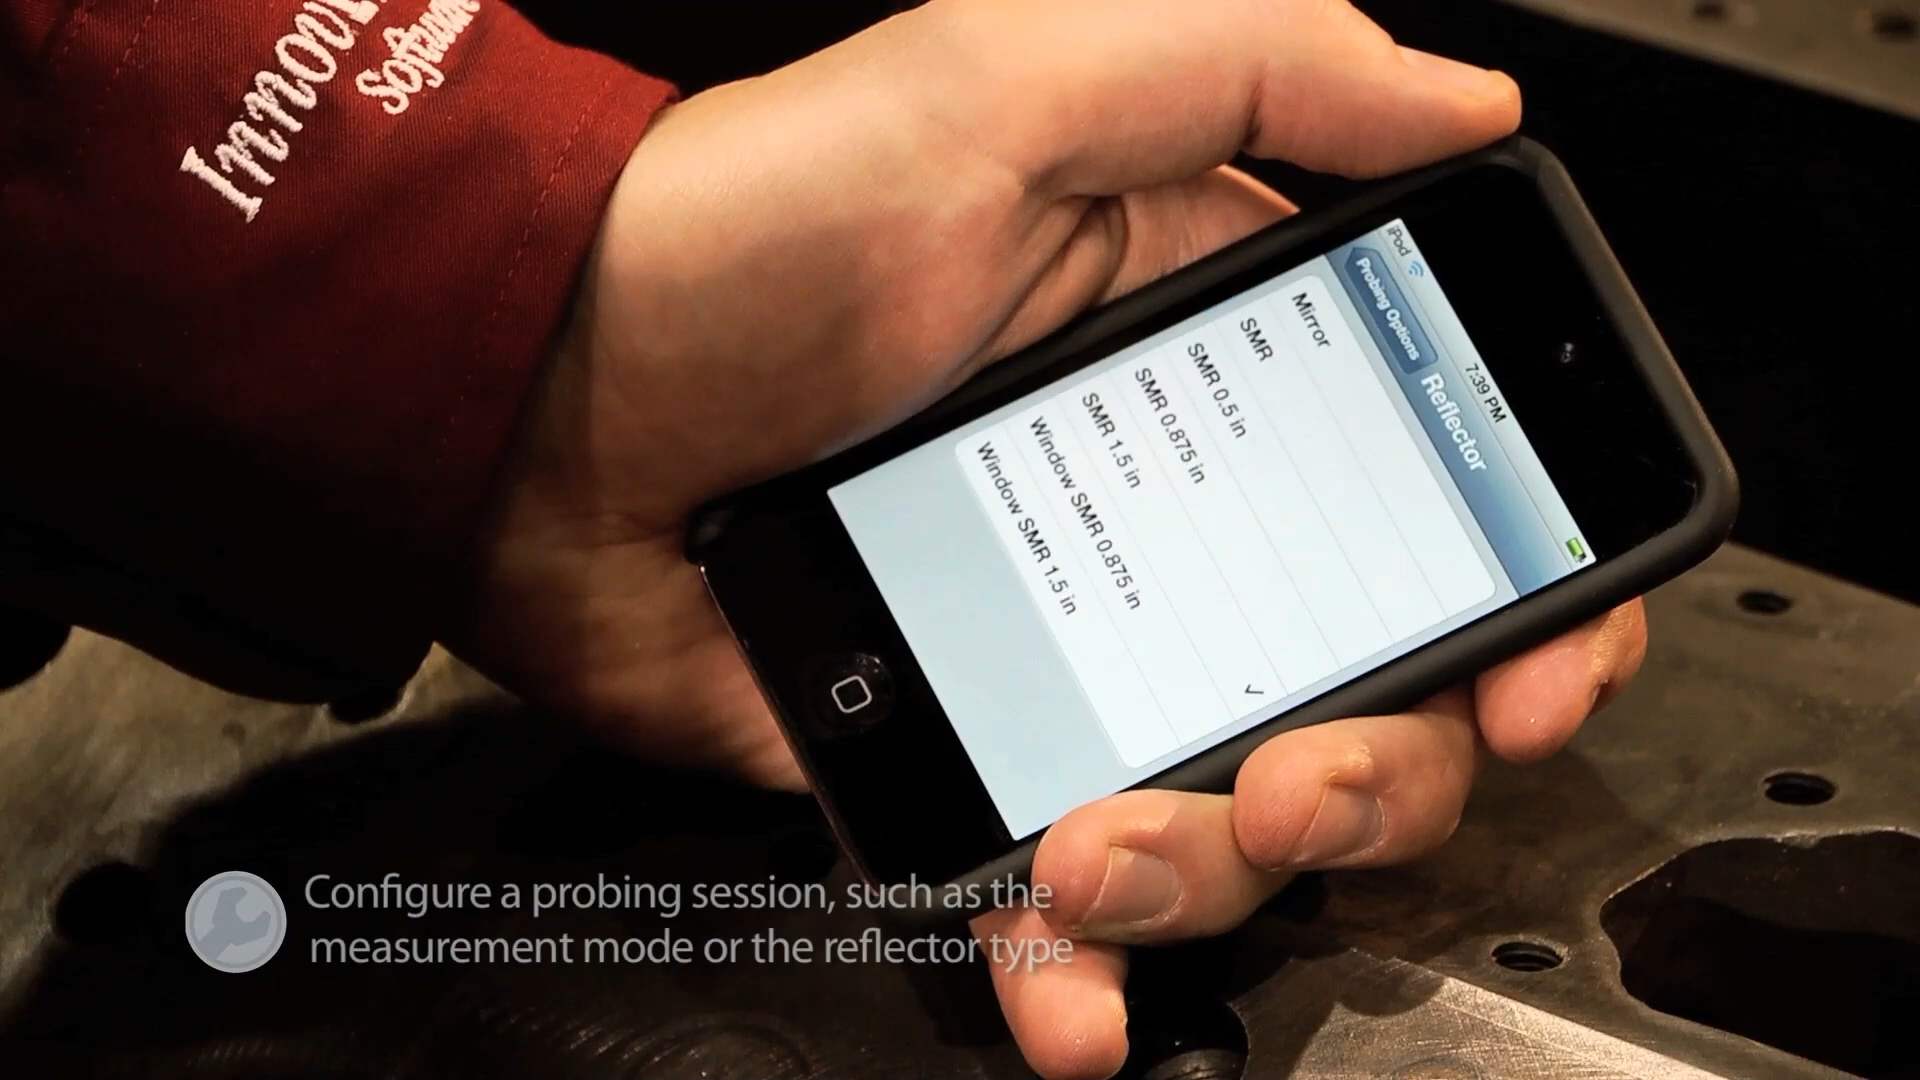 Software
iPod
7:39 PM
Probing Options
Reflector
Mirror
SMR
SMR 0.5 in
SMR 0.875 in
SMR 1.5 in
Window SMR 0.875 in
Window SMR 1.5 in
Configure a probing session, such as the
measurement mode or the reflector type